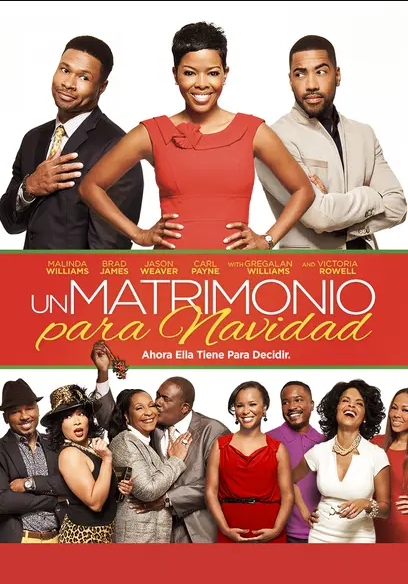 MALINDA WILLIAMS BRAD JAMES JASON WEAVER CARL PAYNE WITH GREGALAN WILLIAMS AND VICTORIA ROWELL
UN MATRIMONIO
para Navidad
Ahora Ella Tiene Para Decidir.